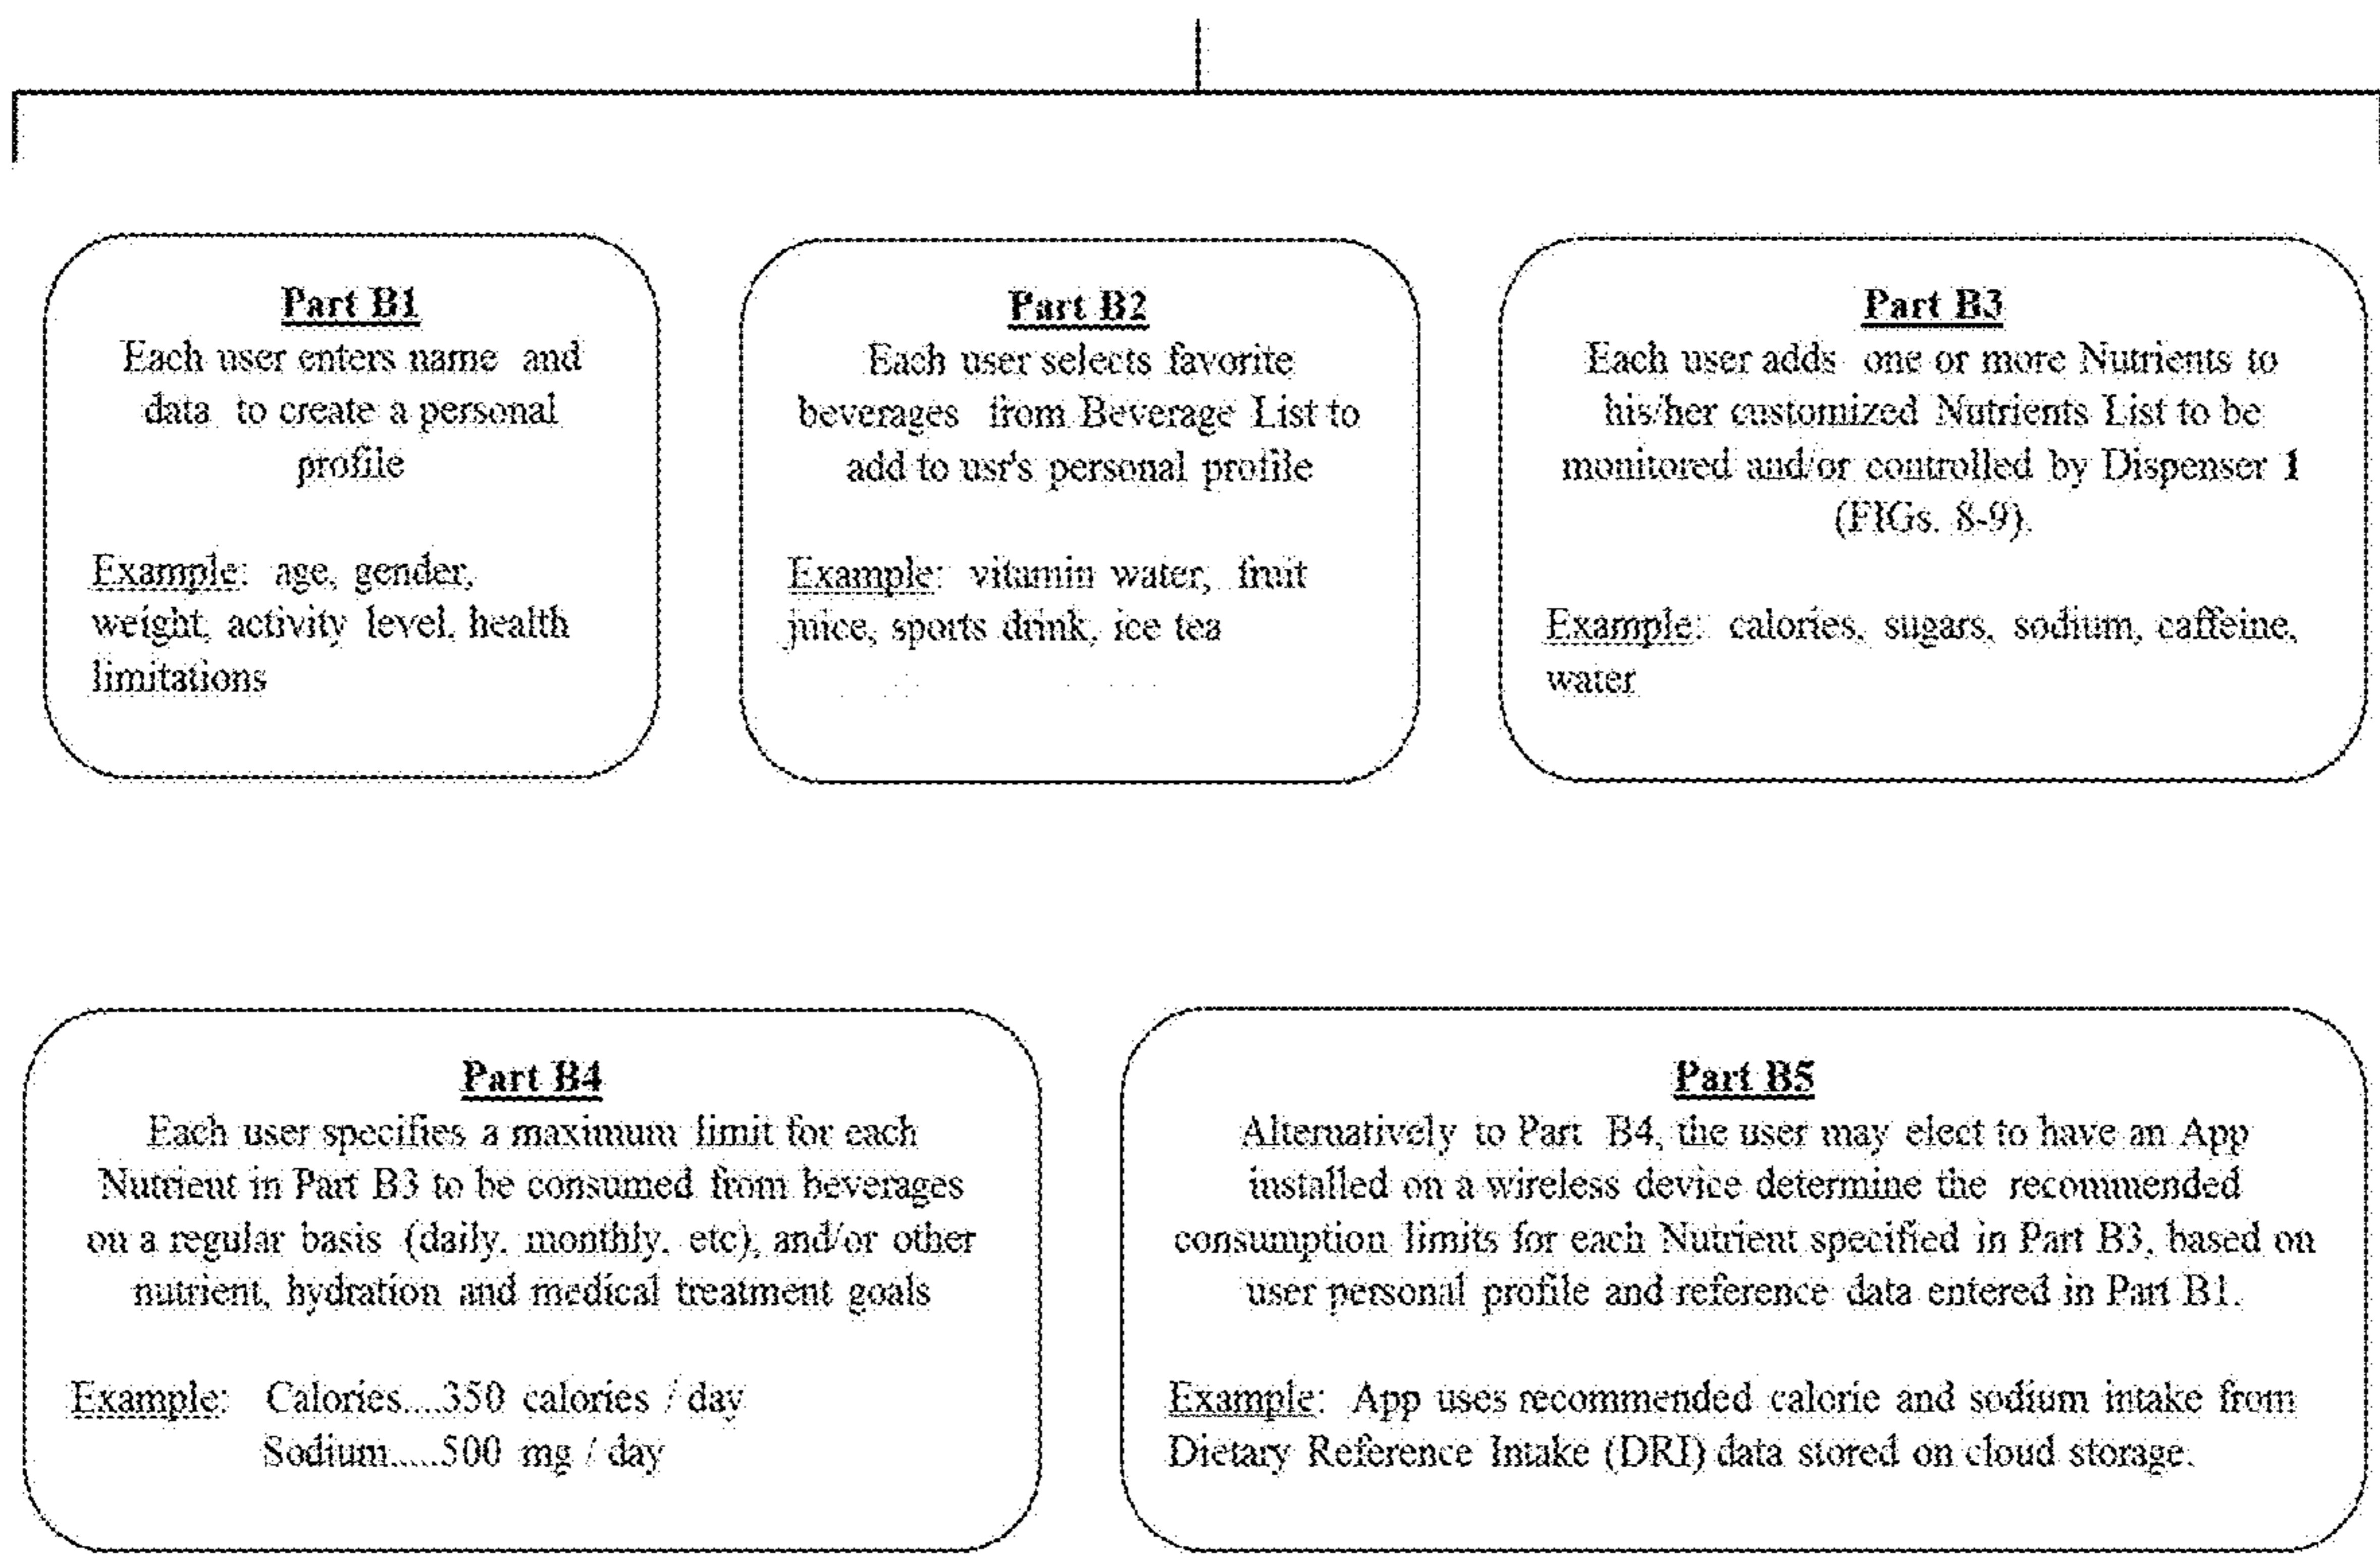 Part B1
Each user enters name and
data to create a personal
profile
Example: age, gender,
weight, activity level, health
limitations
Part B2
Each user selects favorite
beverages from Beverage List to
add to usr's personal profile
Example: vitamin water, fruit
juice, sports drink, ice tea
Part B3
Each user adds one or more Nutrients to
his/her customized Nutrients List to be
monitored and/or controlled by Dispenser 1
(FIGs. 8-9).
Example: calories, sugars, sodium, caffeine,
water
Part B4
Each user specifies a maximum limit for each
Nutrient in Part B3 to be consumed from beverages
on a regular basis (daily, monthly, etc), and/or other
nutrient, hydration and medical treatment goals
Example: Calories....350 calories / day
Sodium.....500 mg / day
Part B5
Alternatively to Part B4, the user may elect to have an App
installed on a wireless device determine the recommended
consumption limits for each Nutrient specified in Part B3, based on
user personal profile and reference data entered in Part B1.
Example: App uses recommended calorie and sodium intake from
Dietary Reference Intake (DRI) data stored on cloud storage.